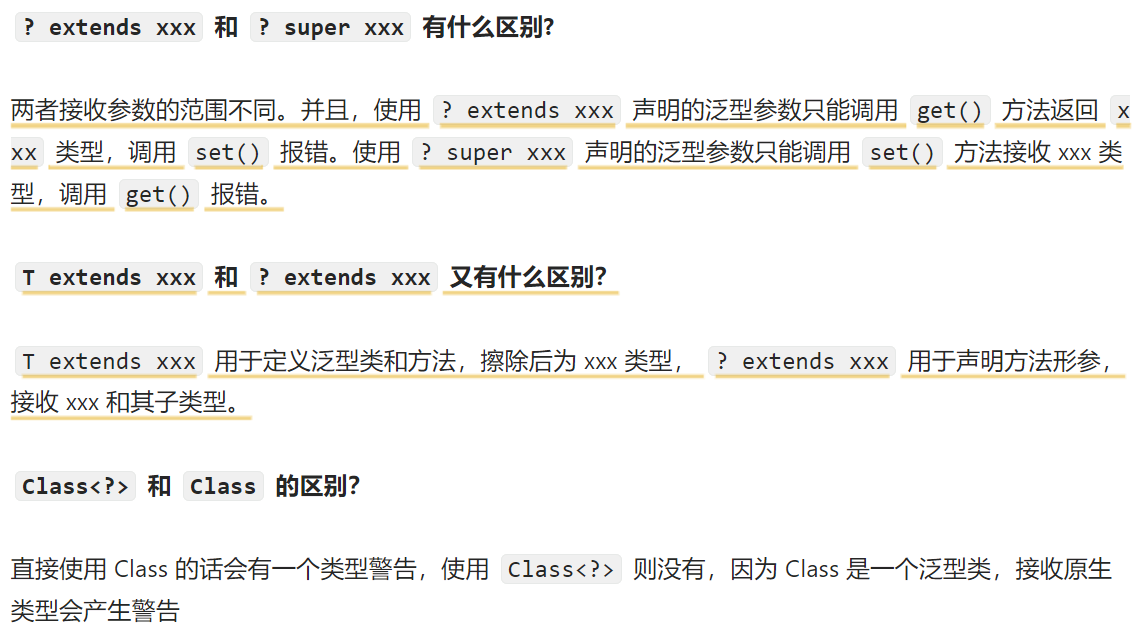 ? extends xxx 和 ? super xxx 有什么区别?
两者接收参数的范围不同。并且，使用 ? extends xxx 声明的泛型参数只能调用 get() 方法返回 x
xx 类型，调用 set() 报错。使用 ? super xxx 声明的泛型参数只能调用 set() 方法接收 xxx 类
型，调用 get() 报错。
T extends xxx 和 ? extends xxx 又有什么区别？
T extends xxx 用于定义泛型类和方法，擦除后为 xxx 类型， ? extends xxx 用于声明方法形参，
接收 xxx 和其子类型。
Class<?> 和 Class 的区别？
直接使用 Class 的话会有一个类型警告，使用 Class<?> 则没有，因为 Class 是一个泛型类，接收原生
类型会产生警告